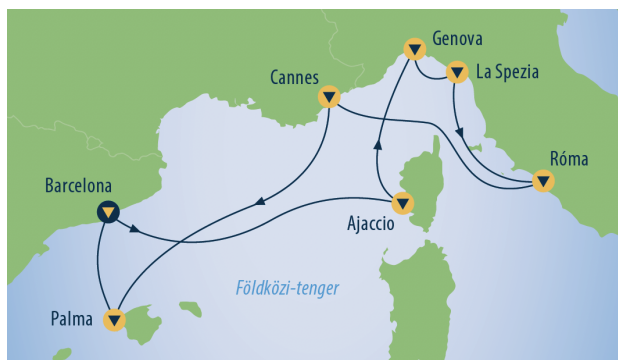 Genova
La Spezia
Cannes
Róma
Barcelona
Ajaccio
Földközi-tenger
Palma